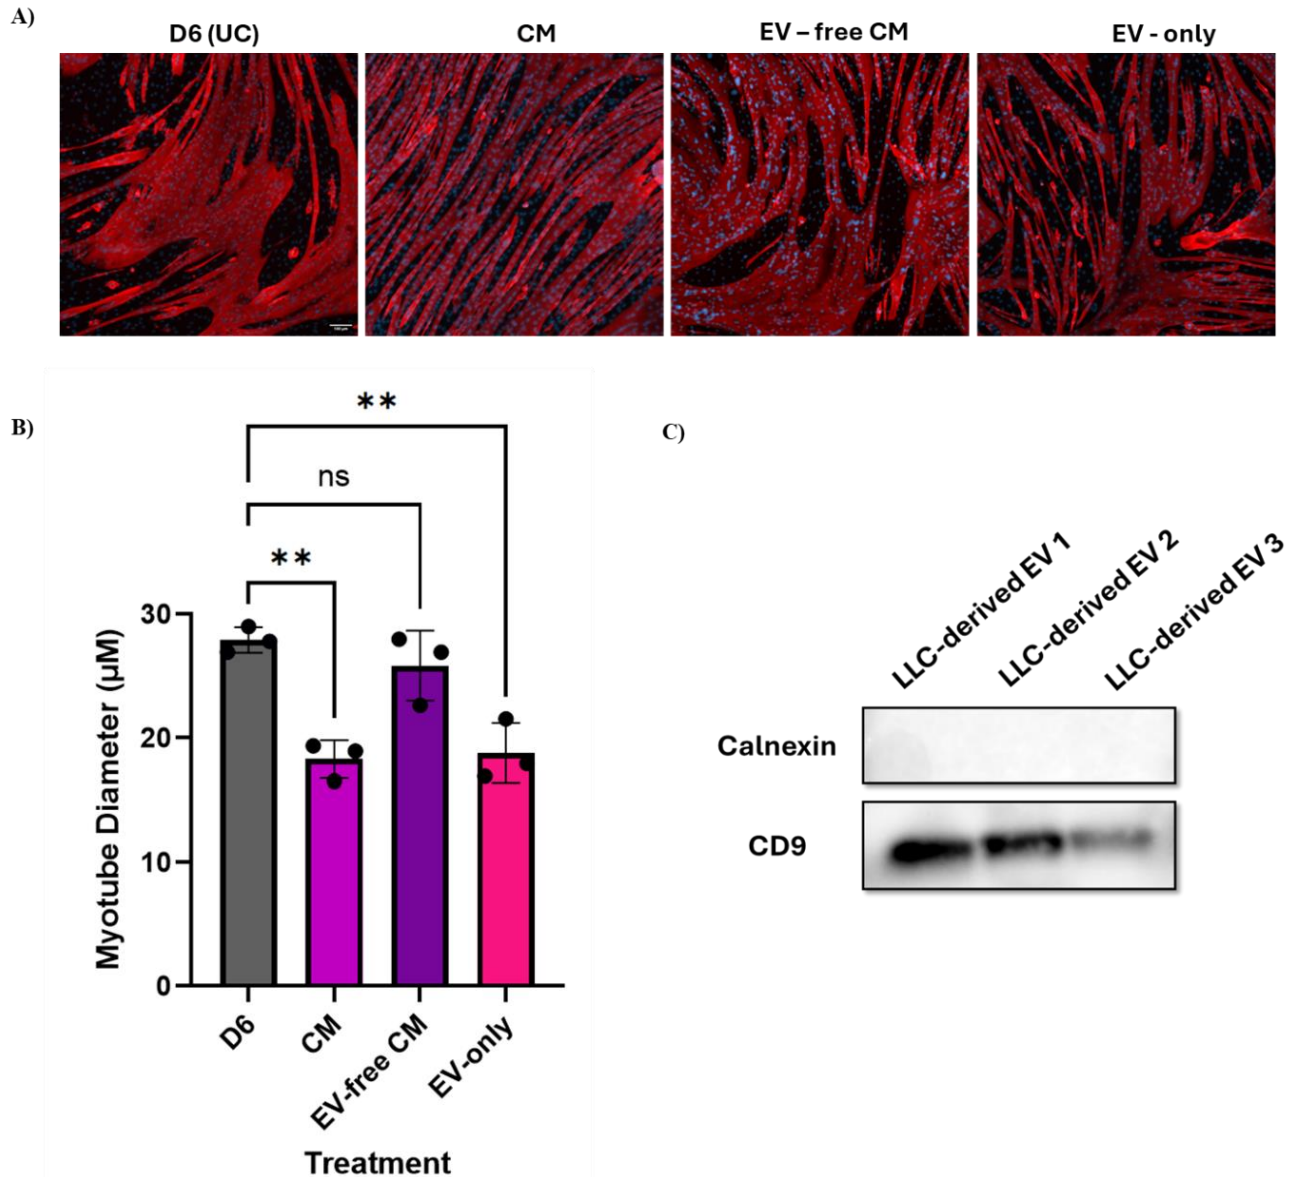 A)
D6 (UC)
CM
EV – free CM
EV - only
B)
**
ns
**
30
20
10
0
Myotube Diameter (µM)
D6
CM
EV-free CM
EV-only
Treatment
C)
LLC-derived EV 1
LLC-derived EV 2
LLC-derived EV 3
Calnexin
CD9